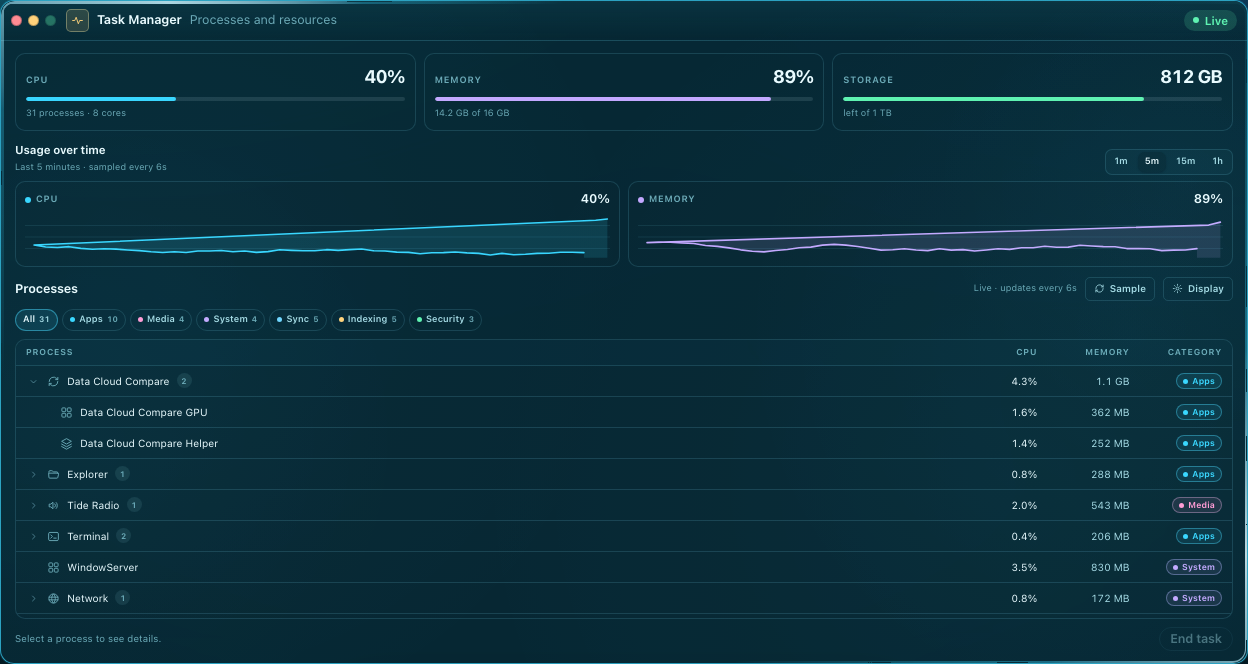 Task Manager Processes and resources
Live
CPU 40%
31 processes · 8 cores
MEMORY 89%
14.2 GB of 16 GB
STORAGE 812 GB
left of 1 TB
Usage over time
Last 5 minutes · sampled every 6s
1m 5m 15m 1h
CPU 40%
MEMORY 89%
Processes
Live · updates every 6s Sample Display
All 31 Apps 10 Media 4 System 4 Sync 5 Indexing 5 Security 3
PROCESS CPU MEMORY CATEGORY
Data Cloud Compare 2 4.3% 1.1 GB Apps
Data Cloud Compare GPU 1.6% 362 MB Apps
Data Cloud Compare Helper 1.4% 252 MB Apps
Explorer 1 0.8% 288 MB Apps
Tide Radio 1 2.0% 543 MB Media
Terminal 2 0.4% 206 MB Apps
WindowServer 3.5% 830 MB System
Network 1 0.8% 172 MB System
Select a process to see details.
End task